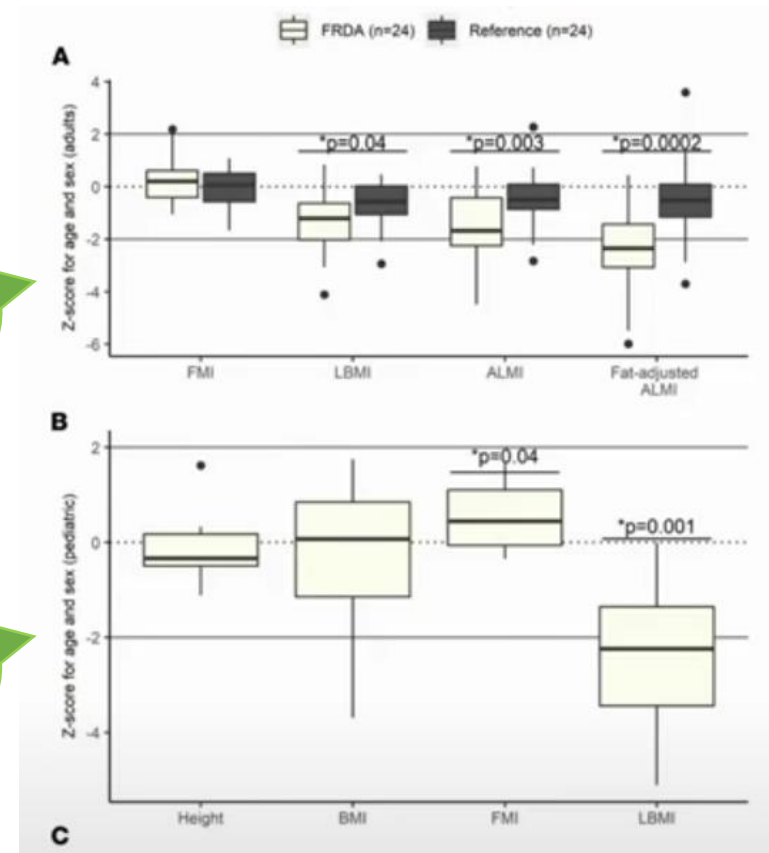 FRDA (n=24) Reference (n=24)
A
Z-score for age and sex (adults)
4
2
0
-2
-4
-6
*p=0.04 *p=0.003 *p=0.0002
FMI LBMI ALMI Fat-adjusted
ALMI
B
Z-score for age and sex (pediatric)
2
0
-2
-4
*p=0.04
*p=0.001
Height BMI FMI LBMI
C